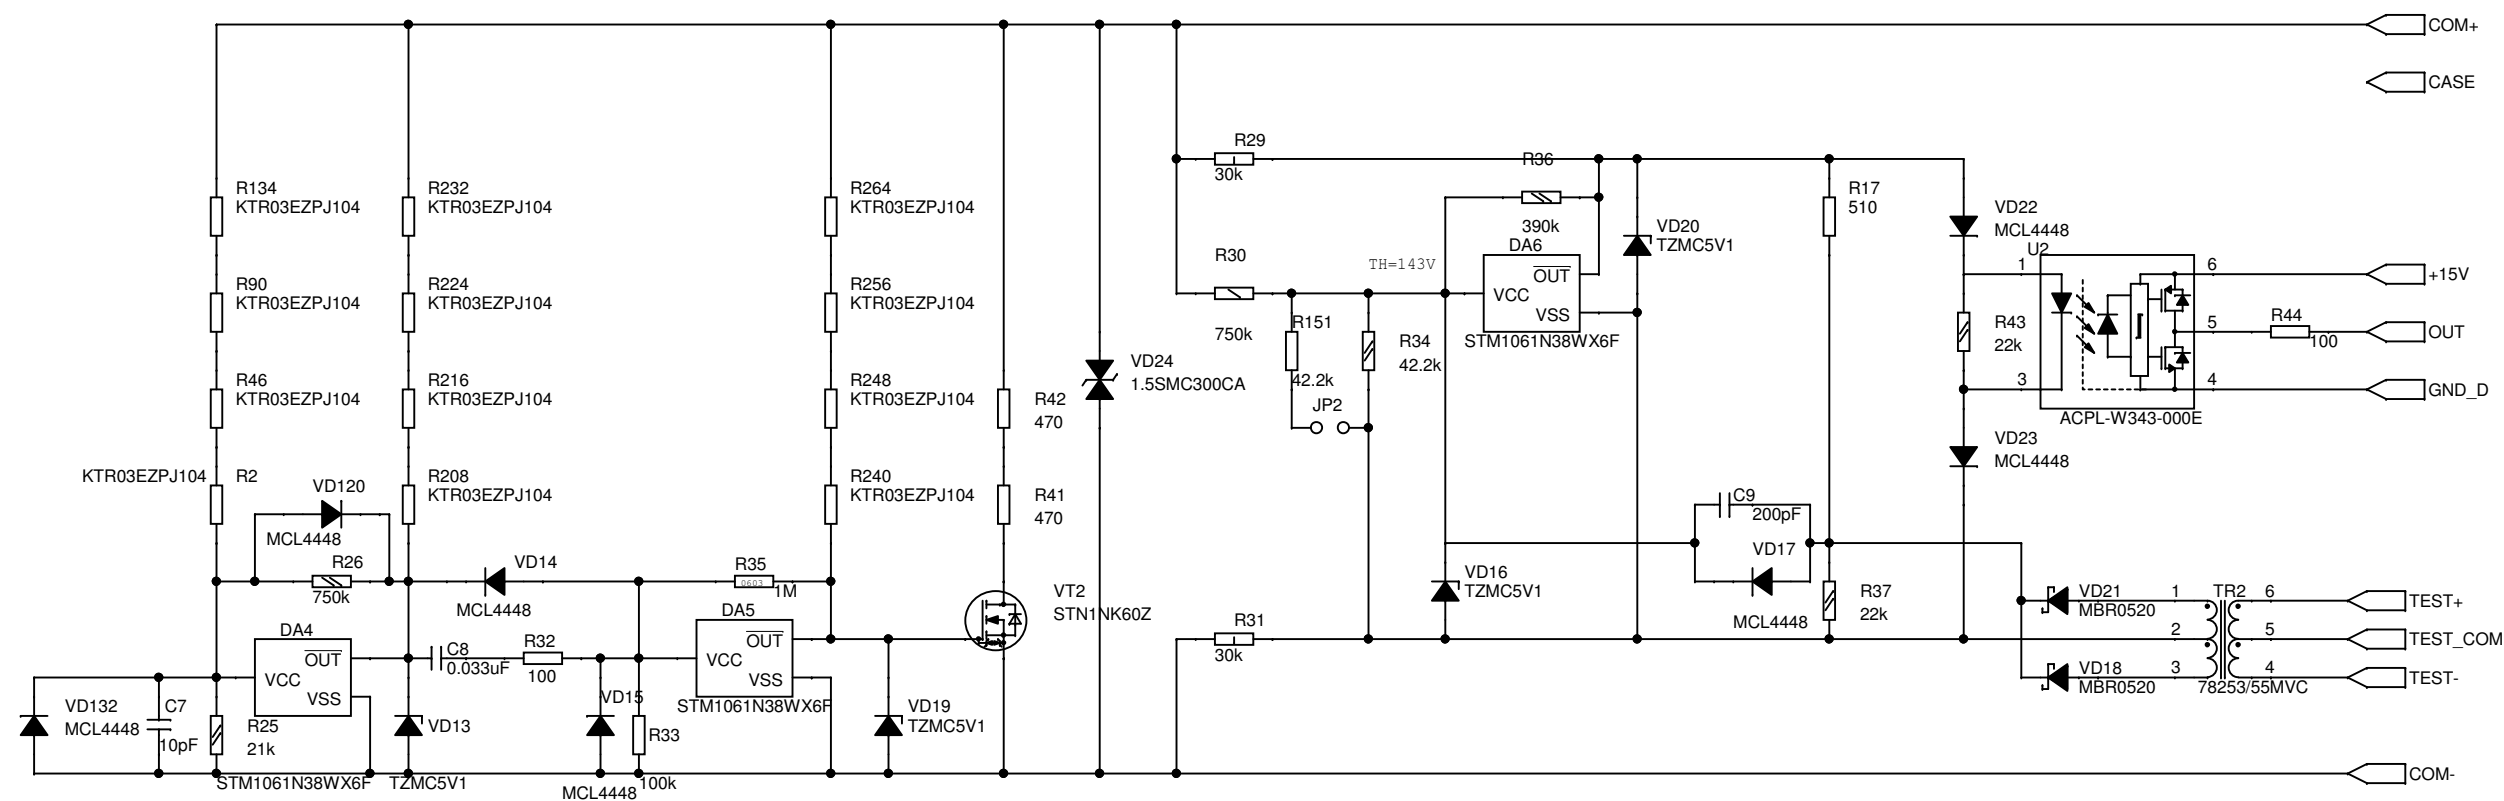 COM+
CASE
R29
30k
R36
390k
R134
KTR03EZPJ104
R232
KTR03EZPJ104
R264
KTR03EZPJ104
R17
510
VD22
MCL4448
VD20
TZMC5V1
DA6
OUT
VCC
VSS
STM1061N38WX6F
R30
750k
TH=143V
U2
1
3
6
5
4
ACPL-W343-000E
+15V
R44
100
OUT
GND_D
R90
KTR03EZPJ104
R224
KTR03EZPJ104
R256
KTR03EZPJ104
R151
42.2k
R34
42.2k
JP2
R43
22k
VD24
1.5SMC300CA
R46
KTR03EZPJ104
R216
KTR03EZPJ104
R248
KTR03EZPJ104
R42
470
VD23
MCL4448
KTR03EZPJ104
R2
VD120
MCL4448
R208
KTR03EZPJ104
R240
KTR03EZPJ104
R41
470
C9
200pF
VD17
MCL4448
R26
750k
VD14
MCL4448
R35
0603
1M
VT2
STN1NK60Z
VD16
TZMC5V1
R37
22k
VD21
MBR0520
1
2
3
TR2
6
5
4
78253/55MVC
TEST+
TEST_COM
TEST-
VD18
MBR0520
R31
30k
DA4
OUT
VCC
VSS
STM1061N38WX6F
C8
0.033uF
R32
100
DA5
OUT
VCC
VSS
STM1061N38WX6F
VD132
MCL4448
C7
10pF
R25
21k
VD13
TZMC5V1
VD15
MCL4448
R33
100k
VD19
TZMC5V1
COM-